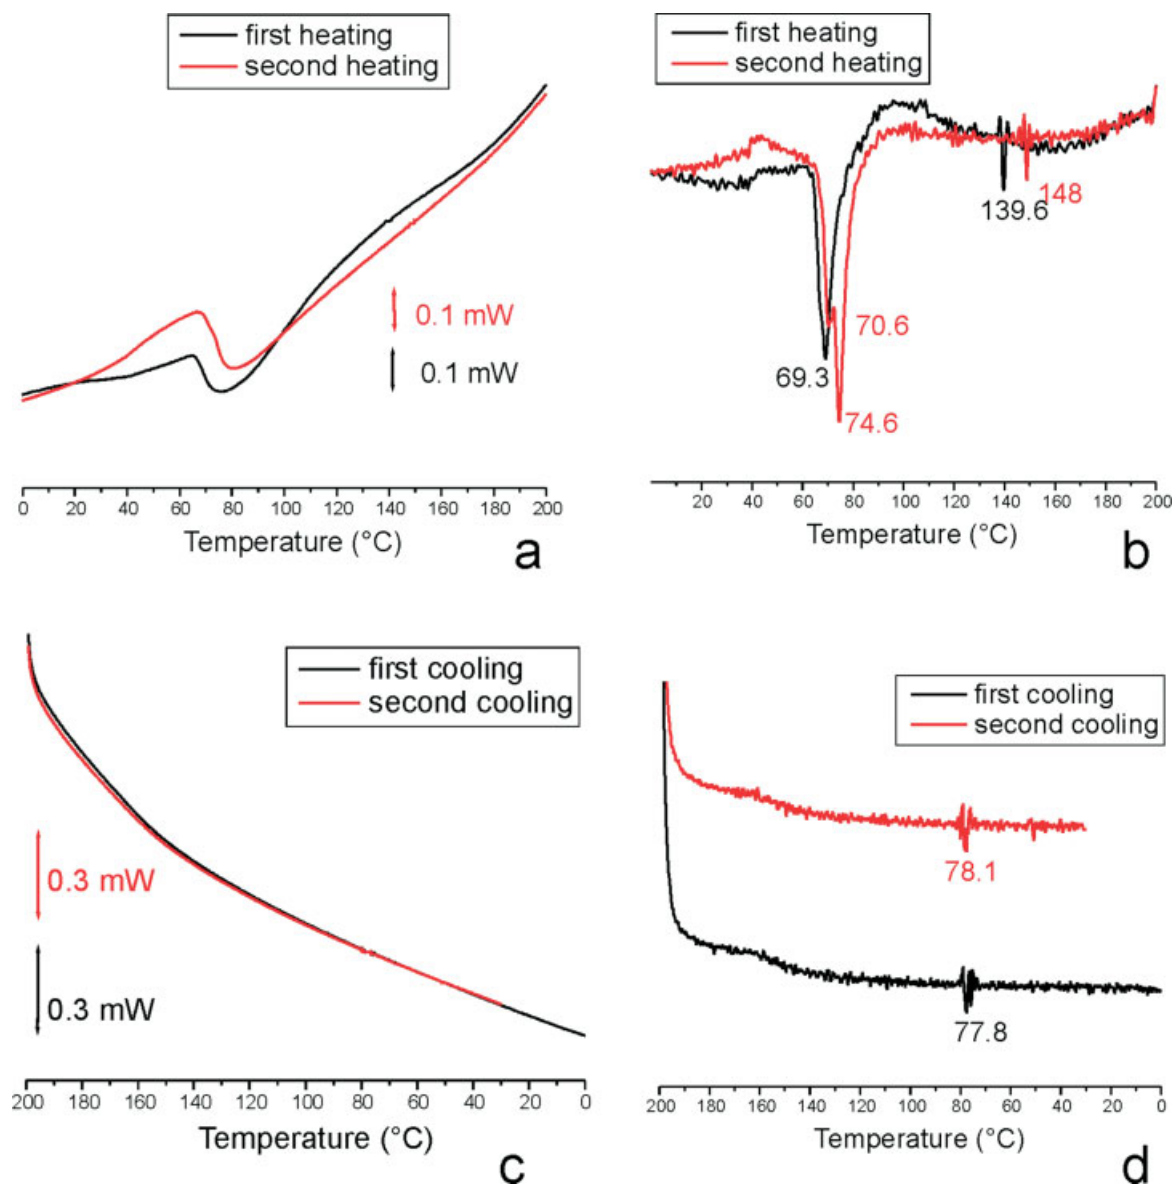 first heating
second heating
0.1 mW
0.1 mW
0 20 40 60 80 100 120 140 160 180 200
Temperature (°C)
a
first heating
second heating
148
139.6
70.6
69.3
74.6
20 40 60 80 100 120 140 160 180 200
Temperature (°C)
b
first cooling
second cooling
0.3 mW
0.3 mW
200 180 160 140 120 100 80 60 40 20 0
Temperature (°C)
c
first cooling
second cooling
78.1
77.8
200 180 160 140 120 100 80 60 40 20 0
Temperature (°C)
d